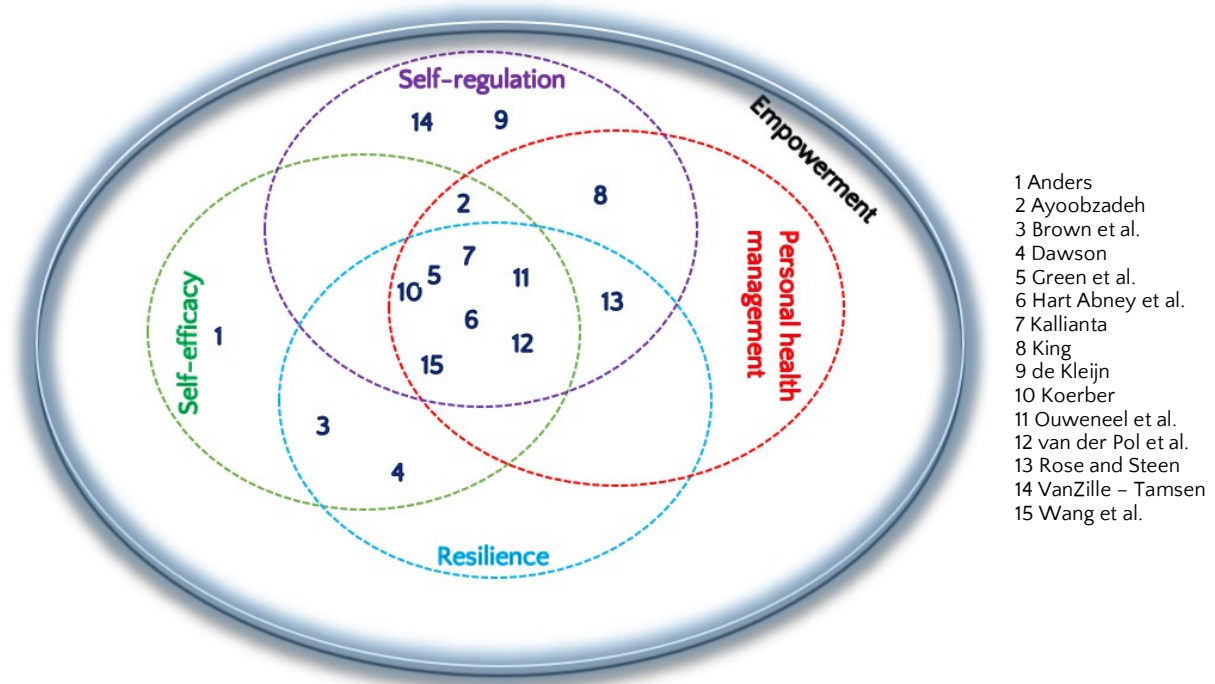 Self-regulation
14
9
Empowerment
2
8
Personal health
management
7
5
11
10
13
6
Self-efficacy
1
12
15
3
4
Resilience
1 Anders
2 Ayoobzadeh
3 Brown et al.
4 Dawson
5 Green et al.
6 Hart Abney et al.
7 Kallianta
8 King
9 de Kleijn
10 Koerber
11 Ouweneel et al.
12 van der Pol et al.
13 Rose and Steen
14 VanZille – Tamsen
15 Wang et al.